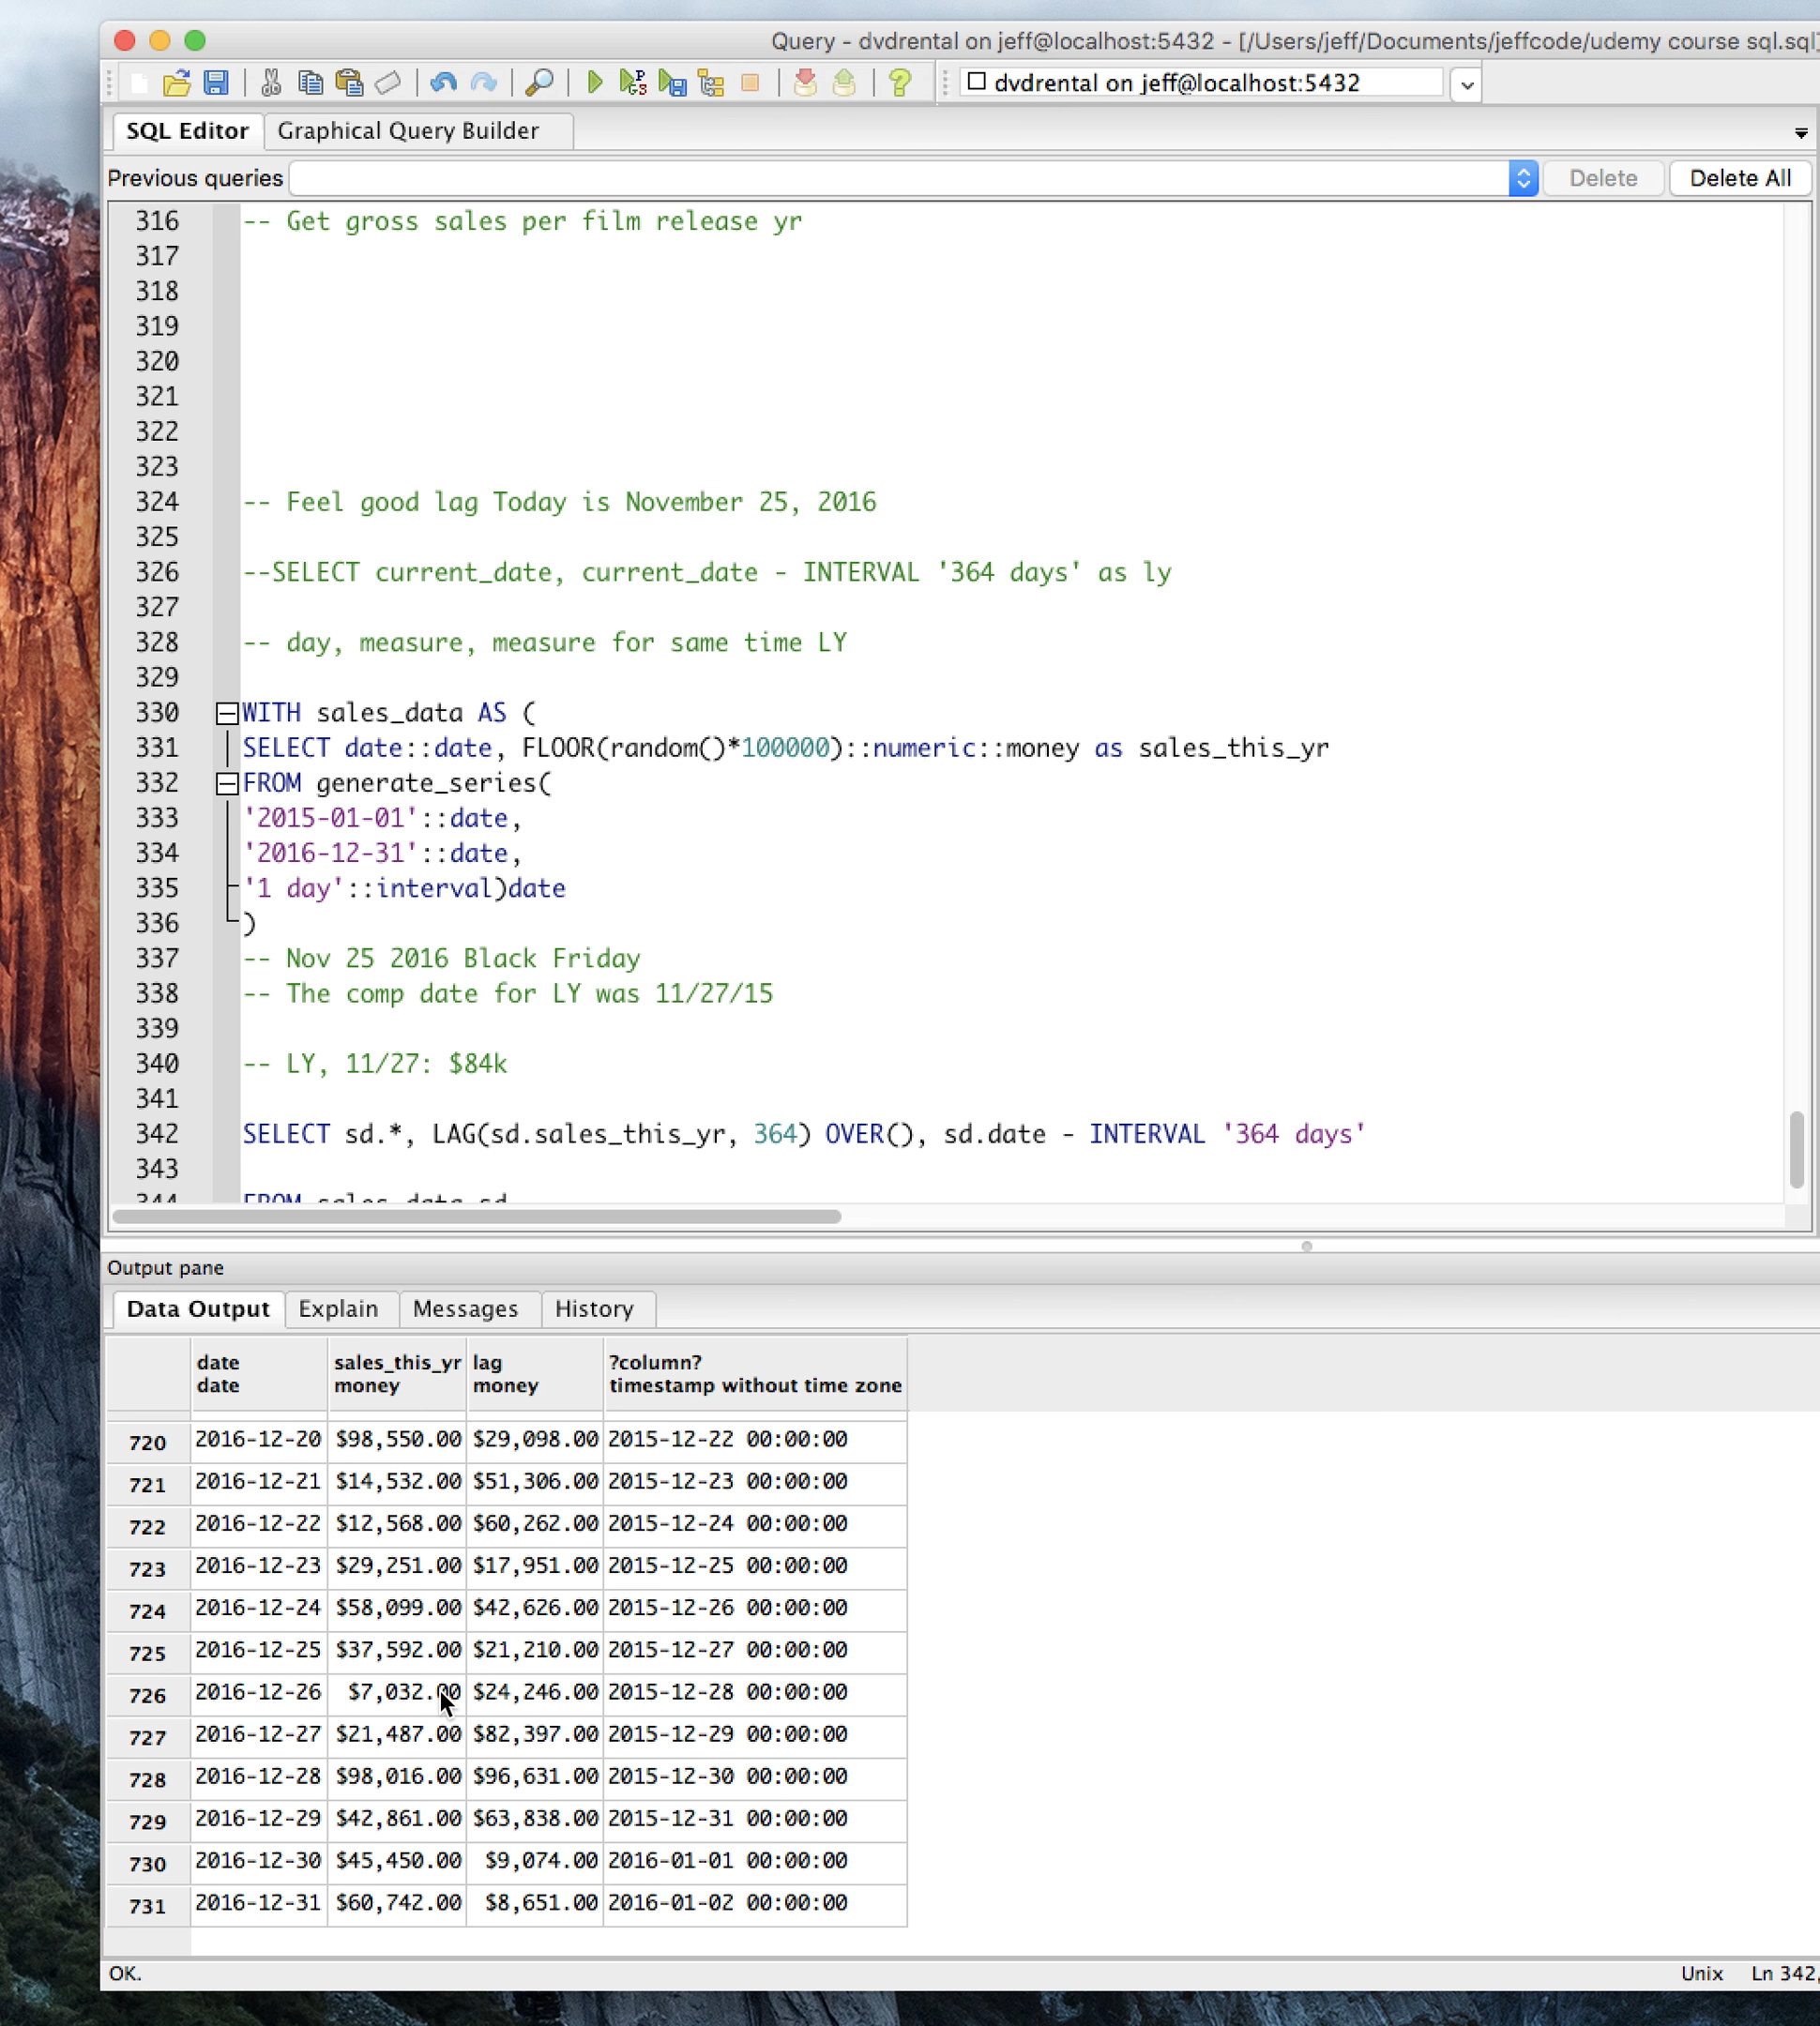 Query - dvdrental on jeff@localhost:5432 - [/Users/jeff/Documents/jeffcode/udemy course sql.sql]
dvdrental on jeff@localhost:5432
SQL Editor Graphical Query Builder
Previous queries Delete Delete All
316 -- Get gross sales per film release yr
317
318
319
320
321
322
323
324 -- Feel good lag Today is November 25, 2016
325
326 --SELECT current_date, current_date - INTERVAL '364 days' as ly
327
328 -- day, measure, measure for same time LY
329
330 WITH sales_data AS (
331 SELECT date::date, FLOOR(random()*100000)::numeric::money as sales_this_yr
332 FROM generate_series(
333 '2015-01-01'::date,
334 '2016-12-31'::date,
335 '1 day'::interval)date
336 )
337 -- Nov 25 2016 Black Friday
338 -- The comp date for LY was 11/27/15
339
340 -- LY, 11/27: $84k
341
342 SELECT sd.*, LAG(sd.sales_this_yr, 364) OVER(), sd.date - INTERVAL '364 days'
343
344 FROM sales_data sd
Output pane
Data Output Explain Messages History
date sales_this_yr lag ?column?
date money money timestamp without time zone
720 2016-12-20 $98,550.00 $29,098.00 2015-12-22 00:00:00
721 2016-12-21 $14,532.00 $51,306.00 2015-12-23 00:00:00
722 2016-12-22 $12,568.00 $60,262.00 2015-12-24 00:00:00
723 2016-12-23 $29,251.00 $17,951.00 2015-12-25 00:00:00
724 2016-12-24 $58,099.00 $42,626.00 2015-12-26 00:00:00
725 2016-12-25 $37,592.00 $21,210.00 2015-12-27 00:00:00
726 2016-12-26 $7,032.00 $24,246.00 2015-12-28 00:00:00
727 2016-12-27 $21,487.00 $82,397.00 2015-12-29 00:00:00
728 2016-12-28 $98,016.00 $96,631.00 2015-12-30 00:00:00
729 2016-12-29 $42,861.00 $63,838.00 2015-12-31 00:00:00
730 2016-12-30 $45,450.00 $9,074.00 2016-01-01 00:00:00
731 2016-12-31 $60,742.00 $8,651.00 2016-01-02 00:00:00
OK. Unix Ln 342,